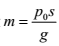 m = p₀s / g